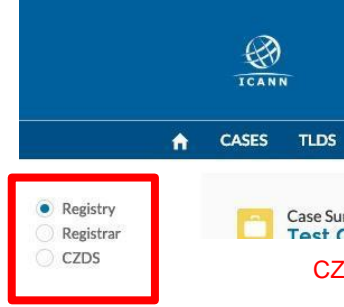 ICANN
CASES TLDS
Registry
Registrar
CZDS
Case Sur
Test C
CZ